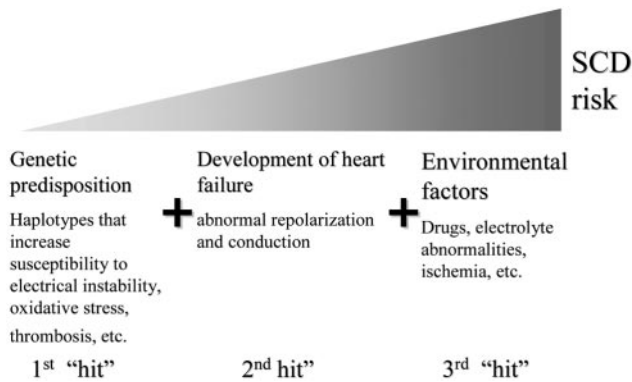 SCD
risk
Genetic
predisposition
Haplotypes that
increase
susceptibility to
electrical instability,
oxidative stress,
thrombosis, etc.
+
Development of heart
failure
abnormal repolarization
and conduction
+
Environmental
factors
Drugs, electrolyte
abnormalities,
ischemia, etc.
1st “hit”
2nd hit”
3rd “hit”